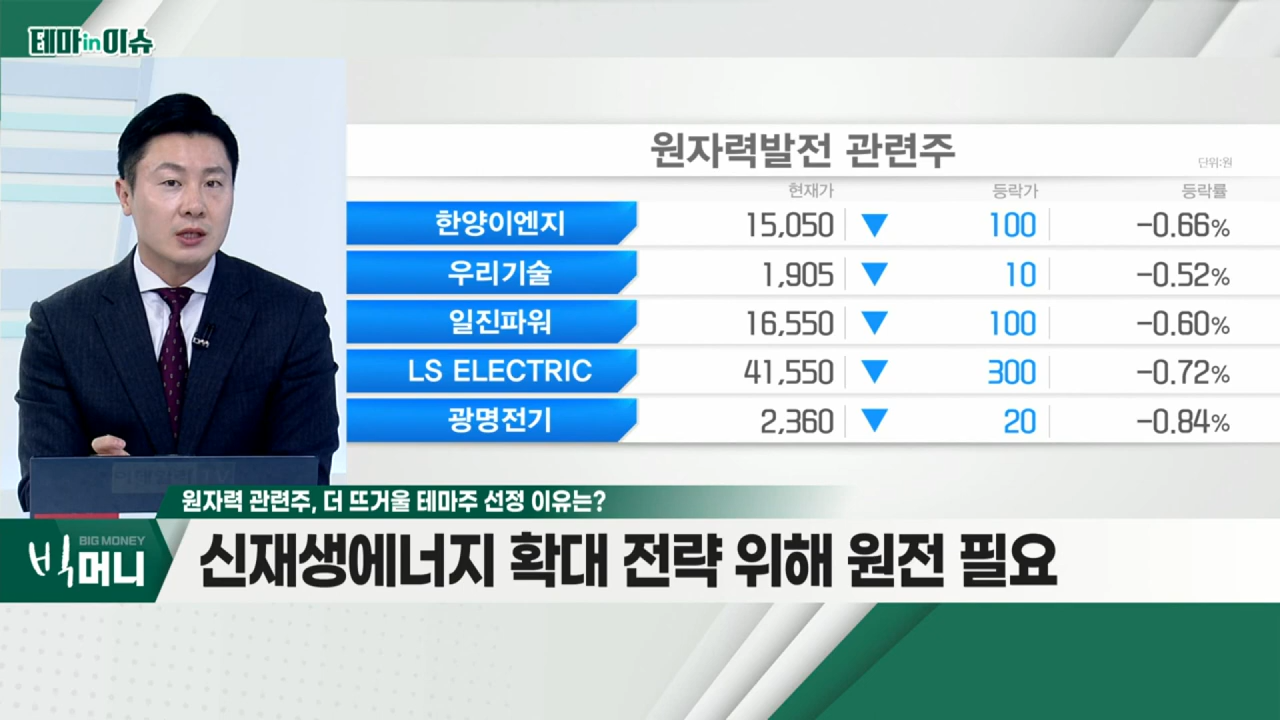 테마in이슈
원자력발전 관련주
단위:원
현재가 등락가 등락률
한양이엔지 15,050 ▼ 100 -0.66%
우리기술 1,905 ▼ 10 -0.52%
일진파워 16,550 ▼ 100 -0.60%
LS ELECTRIC 41,550 ▼ 300 -0.72%
광명전기 2,360 ▼ 20 -0.84%
원자력 관련주, 더 뜨거울 테마주 선정 이유는?
BIG MONEY
빅머니
신재생에너지 확대 전략 위해 원전 필요